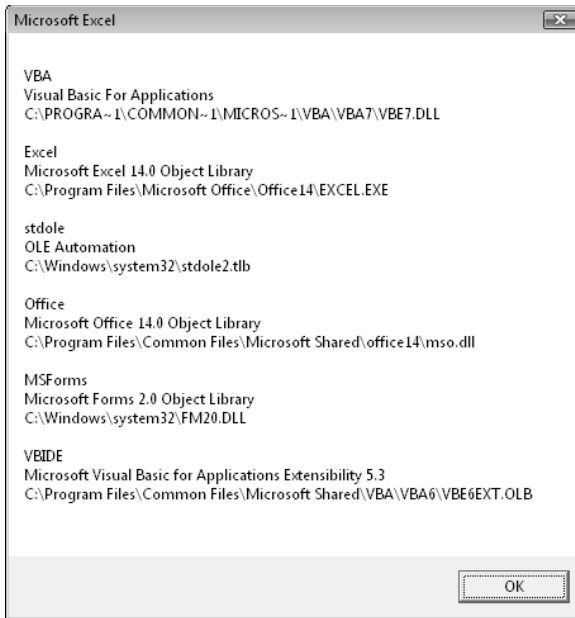 Microsoft Excel
VBA
Visual Basic For Applications
C:\PROGRA~1\COMMON~1\MICROS~1\VBA\VBA7\VBE7.DLL
Excel
Microsoft Excel 14.0 Object Library
C:\Program Files\Microsoft Office\Office14\EXCEL.EXE
stdole
OLE Automation
C:\Windows\system32\stdole2.tlb
Office
Microsoft Office 14.0 Object Library
C:\Program Files\Common Files\Microsoft Shared\office14\mso.dll
MSForms
Microsoft Forms 2.0 Object Library
C:\Windows\system32\FM20.DLL
VBIDE
Microsoft Visual Basic for Applications Extensibility 5.3
C:\Program Files\Common Files\Microsoft Shared\VBA\VBA6\VBE6EXT.OLB
OK